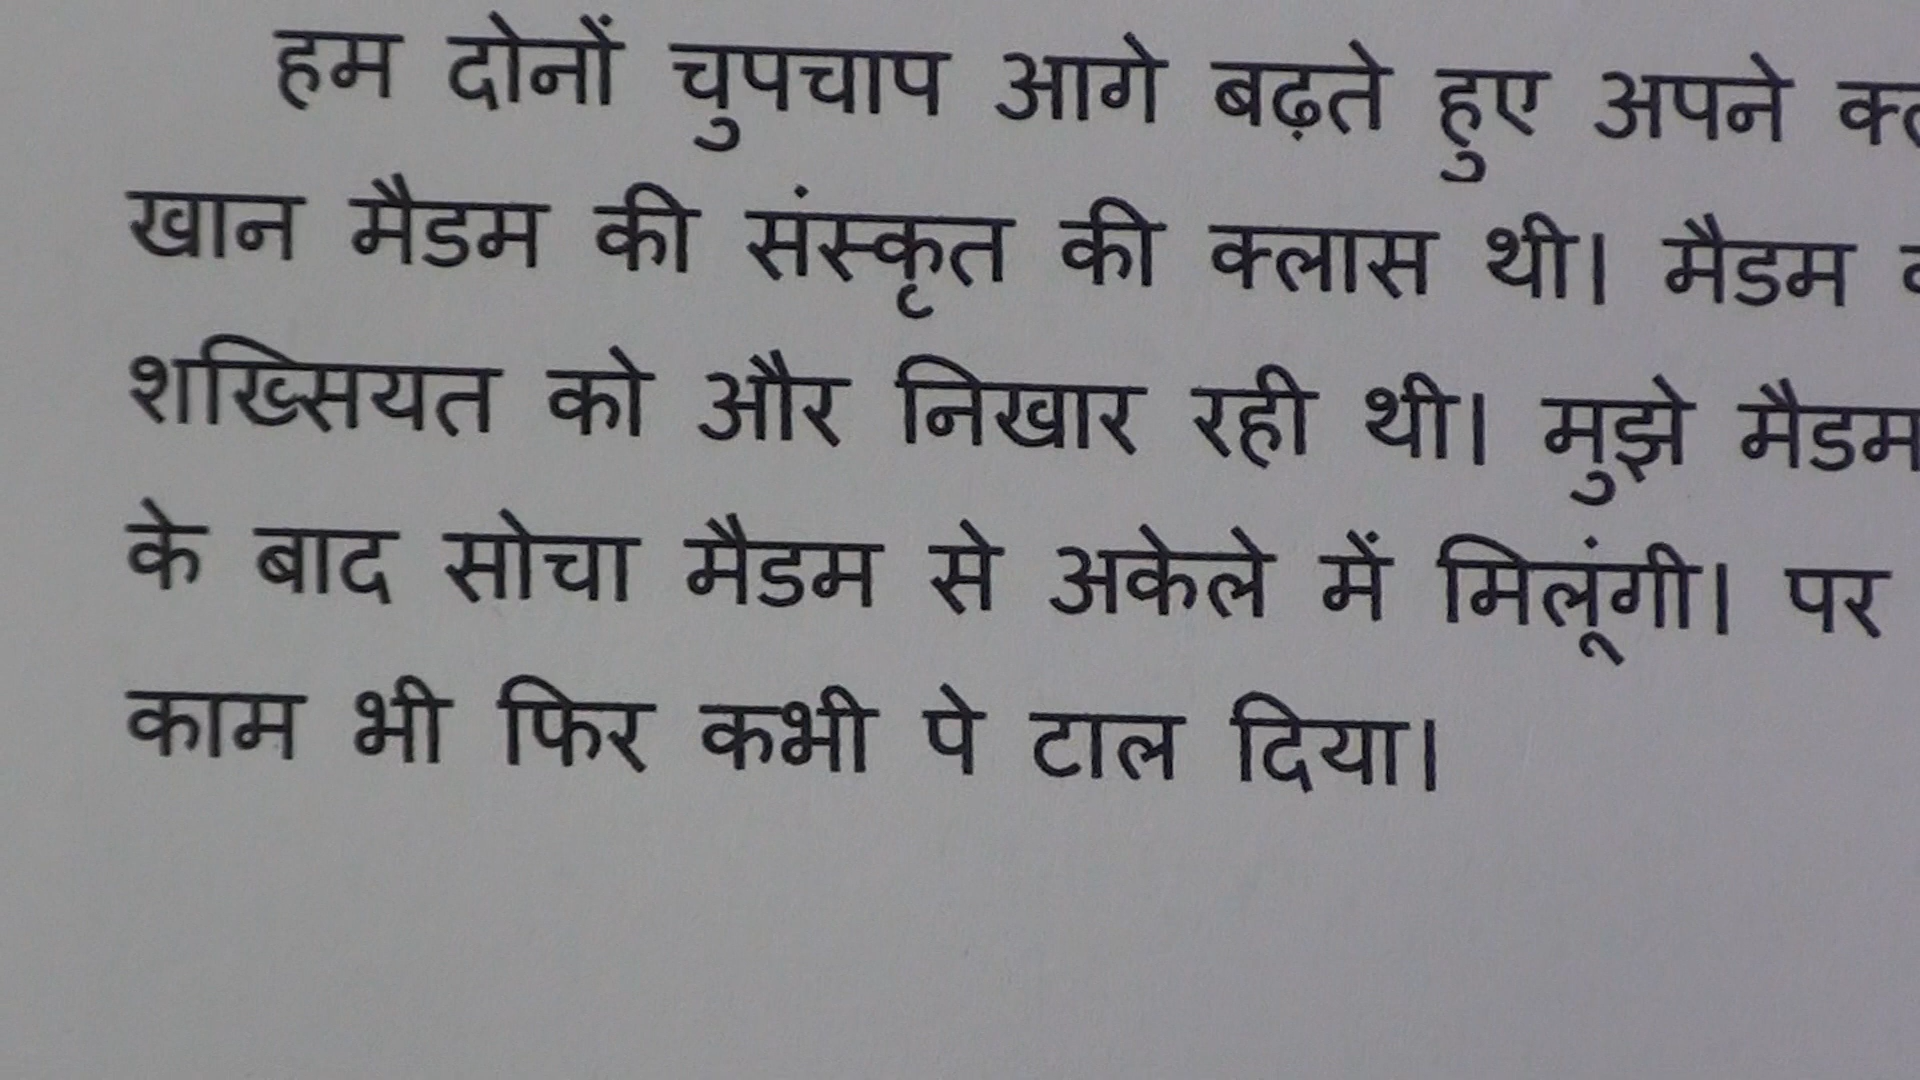 हम दोनों चुपचाप आगे बढ़ते हुए अपने
खान मैडम की संस्कृत की क्लास थी। मैडम
शख्सियत को और निखार रही थी। मुझे मैडम
के बाद सोचा मैडम से अकेले में मिलूंगी। पर
काम भी फिर कभी पे टाल दिया।